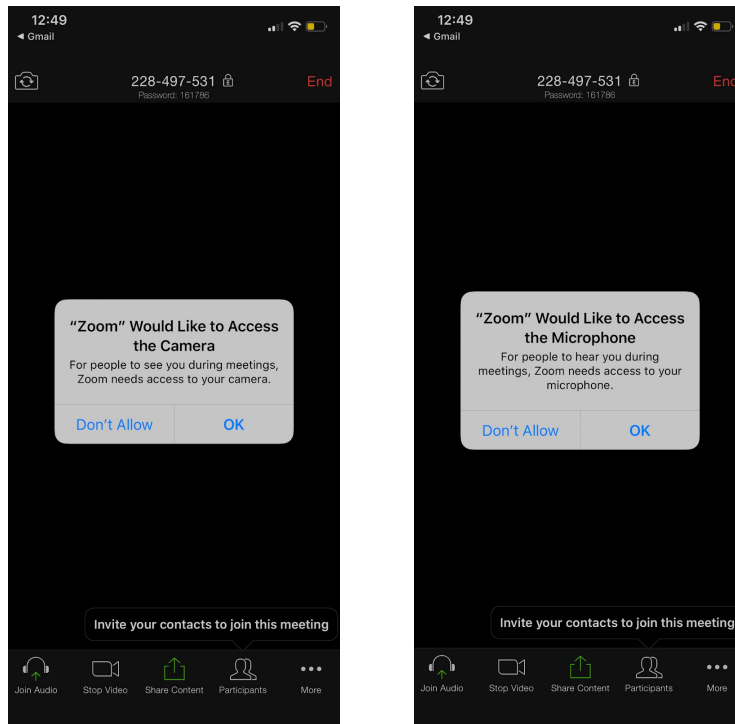 12:49
◀ Gmail
228-497-531
Password: 161786
End
“Zoom” Would Like to Access
the Camera
For people to see you during meetings,
Zoom needs access to your camera.
Don’t Allow OK
Invite your contacts to join this meeting
Join Audio Stop Video Share Content Participants More
12:49
◀ Gmail
228-497-531
Password: 161786
End
“Zoom” Would Like to Access
the Microphone
For people to hear you during
meetings, Zoom needs access to your
microphone.
Don’t Allow OK
Invite your contacts to join this meeting
Join Audio Stop Video Share Content Participants More